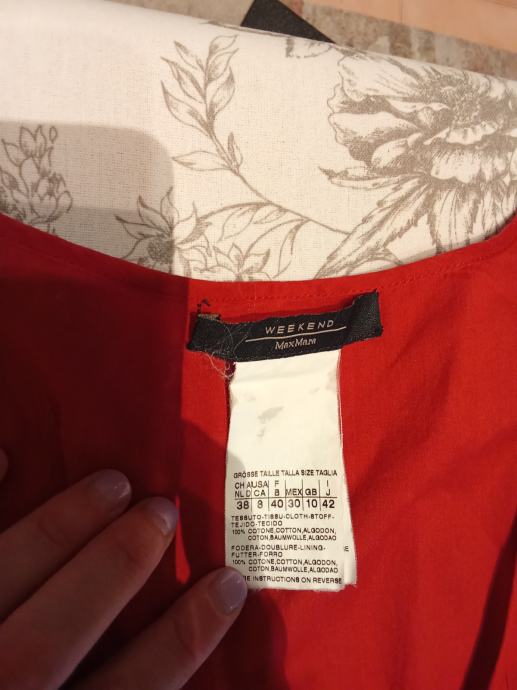 WEEKEND
MaxMara
GRÖSSE TAILLE TALLA SIZE TAGLIA
CH A USA F I
NL D CA B MEX GB J
38 8 40 30 10 42
TESSUTO-TISSU-CLOTH-STOFF-
TEJIDO-TECIDO
100% COTONE,COTTON,ALGODON,
COTON,BAUMWOLLE,ALGODAO
FODERA-DOUBLURE-LINING-
FUTTER-FORRO
100% COTONE,COTTON,ALGODON,
COTON,BAUMWOLLE,ALGODAO
INSTRUCTIONS ON REVERSE